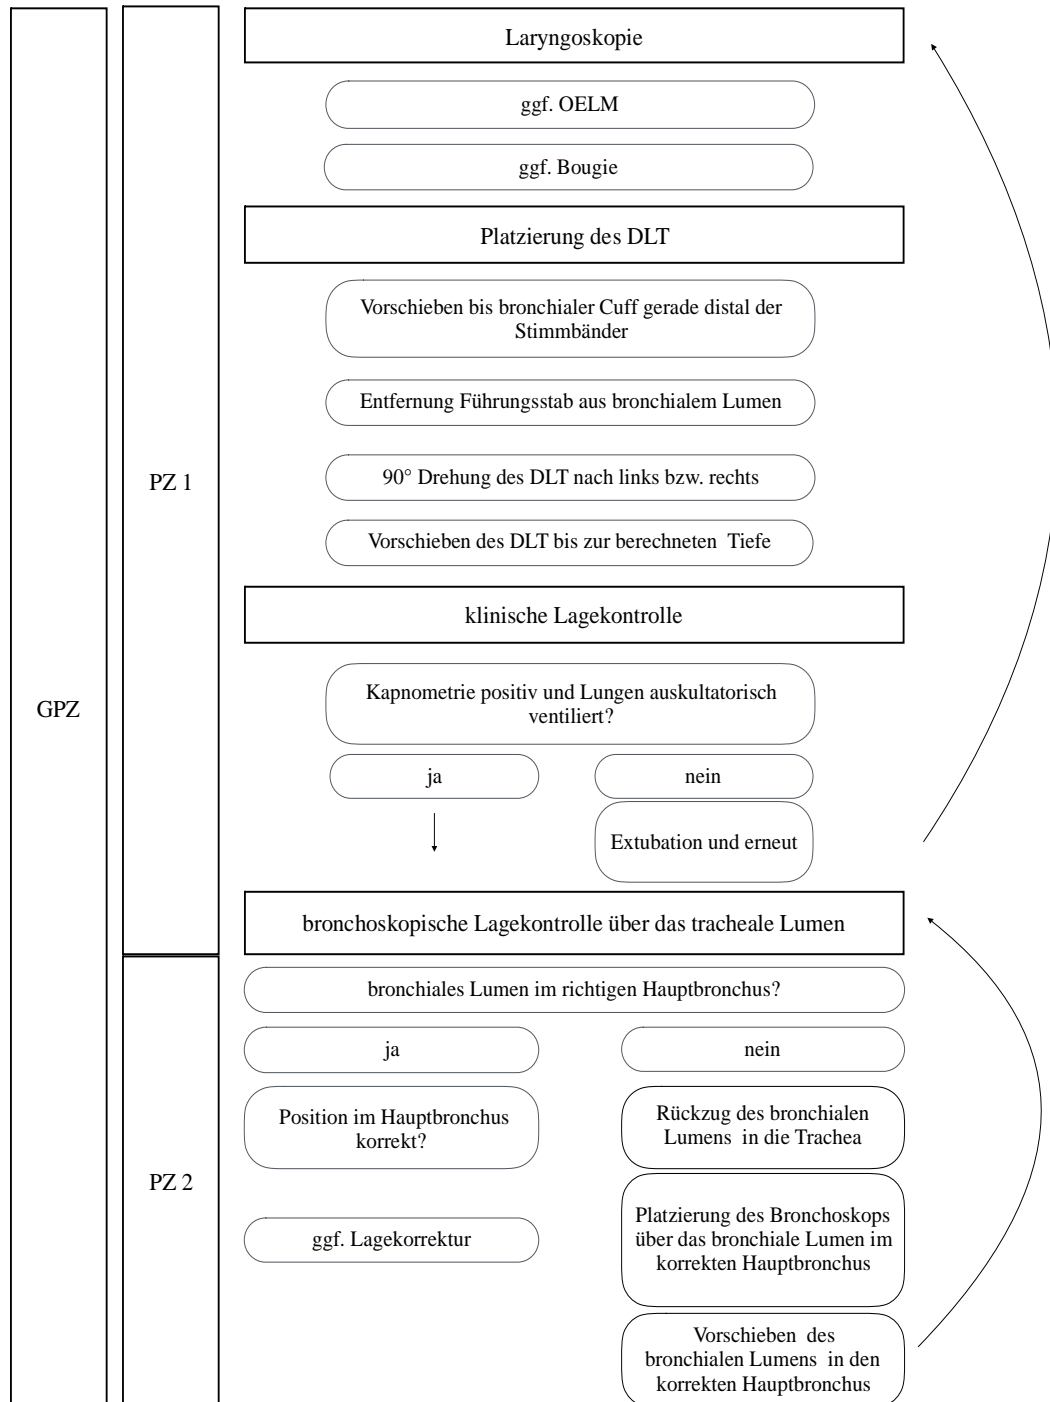 Laryngoskopie
ggf. OELM
ggf. Bougie
Platzierung des DLT
Vorschieben bis bronchialer Cuff gerade distal der
Stimmbänder
Entfernung Führungsstab aus bronchialem Lumen
PZ 1
90° Drehung des DLT nach links bzw. rechts
Vorschieben des DLT bis zur berechneten Tiefe
klinische Lagekontrolle
GPZ
Kapnometrie positiv und Lungen auskultatorisch
ventiliert?
ja
nein
Extubation und erneut
bronchoskopische Lagekontrolle über das tracheale Lumen
bronchiales Lumen im richtigen Hauptbronchus?
ja
nein
Position im Hauptbronchus
korrekt?
Rückzug des bronchialen
Lumens in die Trachea
PZ 2
ggf. Lagekorrektur
Platzierung des Bronchoskops
über das bronchiale Lumen im
korrekten Hauptbronchus
Vorschieben des
bronchialen Lumens in den
korrekten Hauptbronchus